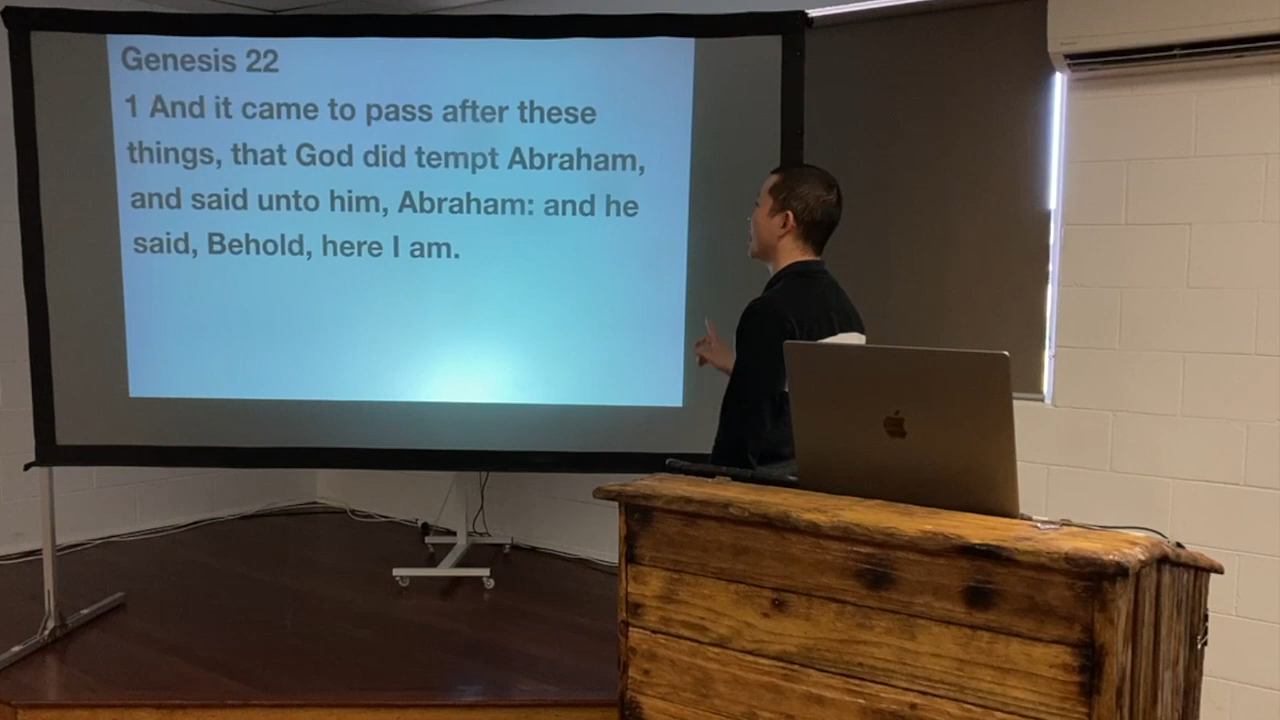 Genesis 22
1 And it came to pass after these
things, that God did tempt Abraham,
and said unto him, Abraham: and he
said, Behold, here I am.